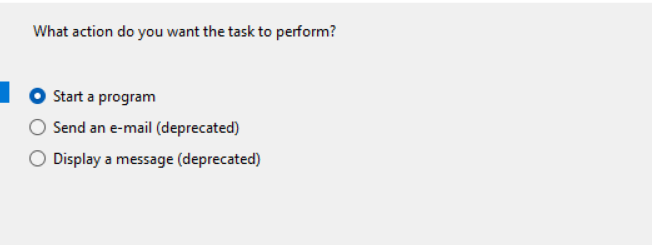 What action do you want the task to perform?
Start a program
Send an e-mail (deprecated)
Display a message (deprecated)